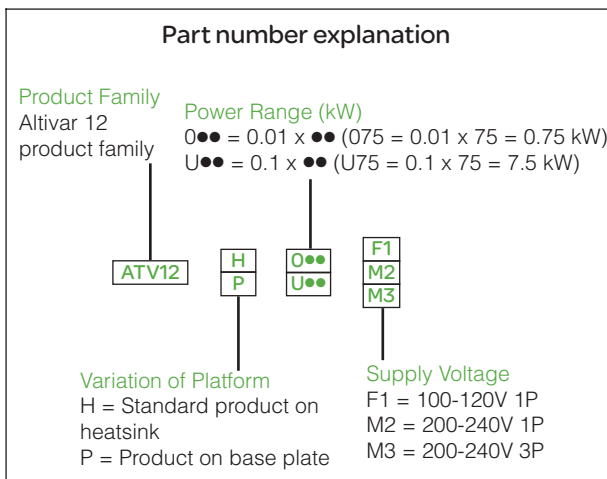 Part number explanation
Product Family
Altivar 12
product family
Power Range (kW)
0●● = 0.01 x ●● (075 = 0.01 x 75 = 0.75 kW)
U●● = 0.1 x ●● (U75 = 0.1 x 75 = 7.5 kW)
ATV12
H
P
0●●
U●●
F1
M2
M3
Variation of Platform
H = Standard product on
heatsink
P = Product on base plate
Supply Voltage
F1 = 100-120V 1P
M2 = 200-240V 1P
M3 = 200-240V 3P